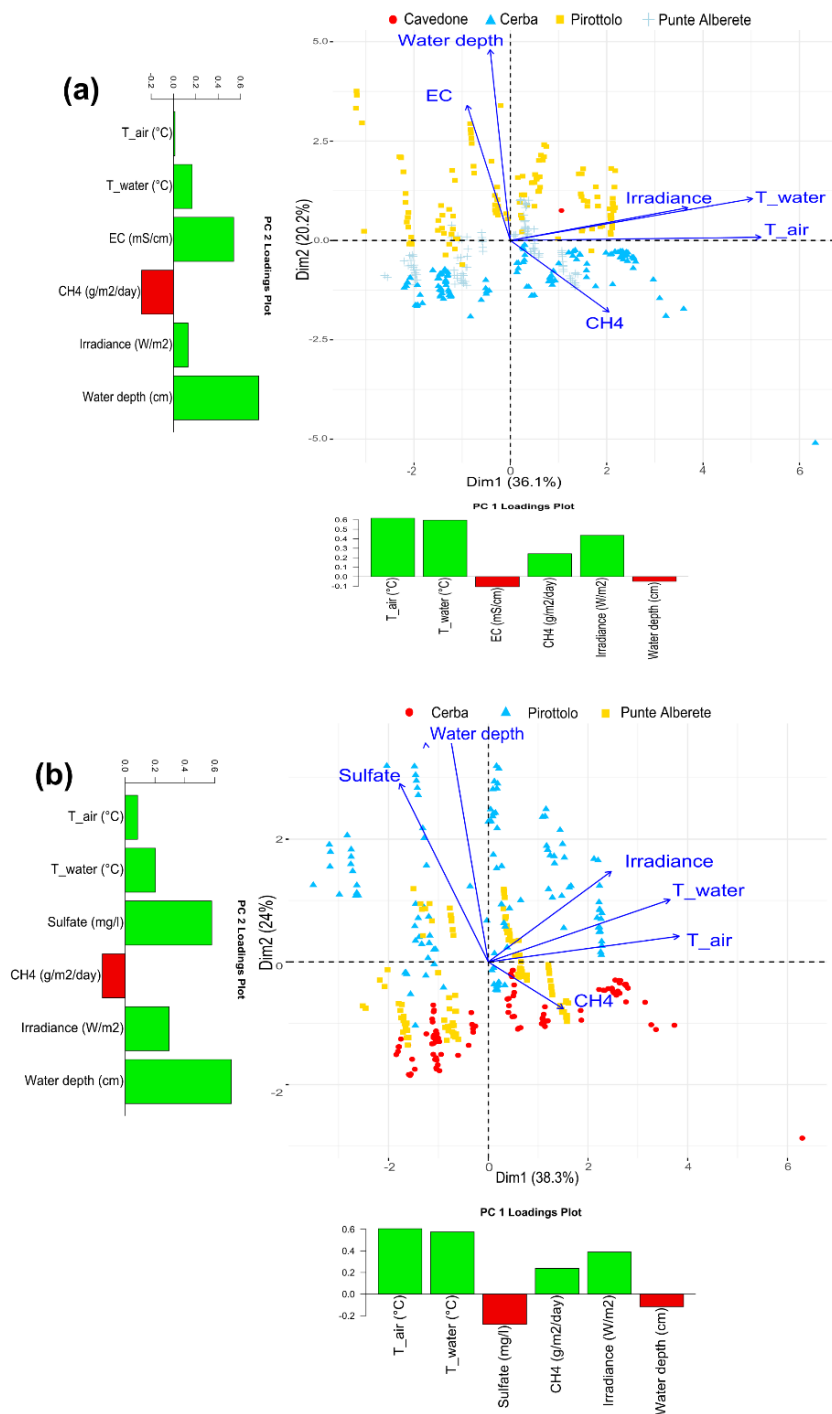 Cavedone Cerba Pirottolo Punte Alberete
(a)
-0.2 0.0 0.2 0.4 0.6
T_air (°C)
T_water (°C)
EC (mS/cm)
CH4 (g/m2/day)
Irradiance (W/m2)
Water depth (cm)
PC 2 Loadings Plot
Dim2 (20.2%)
5.0
2.5
0.0
-2.5
-5.0
Water depth
EC
Irradiance
T_water
T_air
CH4
-2 0 2 4 6
Dim1 (36.1%)
PC 1 Loadings Plot
0.6
0.5
0.4
0.3
0.2
0.1
0.0
-0.1
T_air (°C)
T_water (°C)
EC (mS/cm)
CH4 (g/m2/day)
Irradiance (W/m2)
Water depth (cm)
Cerba Pirottolo Punte Alberete
(b)
0.0 0.2 0.4 0.6
T_air (°C)
T_water (°C)
Sulfate (mg/l)
CH4 (g/m2/day)
Irradiance (W/m2)
Water depth (cm)
PC 2 Loadings Plot
Dim2 (24%)
2
0
-2
Water depth
Sulfate
Irradiance
T_water
T_air
CH4
-2 0 2 4 6
Dim1 (38.3%)
PC 1 Loadings Plot
0.6
0.4
0.2
0.0
-0.2
T_air (°C)
T_water (°C)
Sulfate (mg/l)
CH4 (g/m2/day)
Irradiance (W/m2)
Water depth (cm)